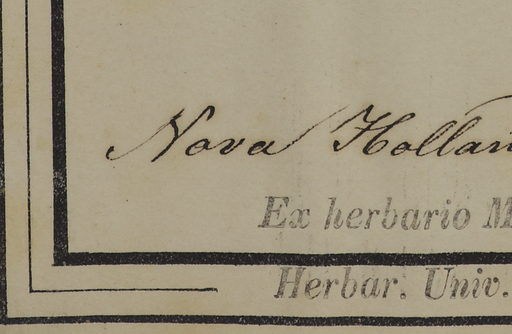 Nova Hollan
Ex herbario M
Herbar. Univ.